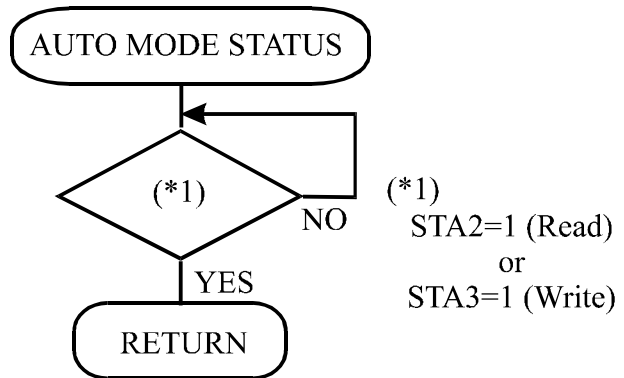 AUTO MODE STATUS
(*1)
NO
(*1)
STA2=1 (Read)
or
STA3=1 (Write)
YES
RETURN